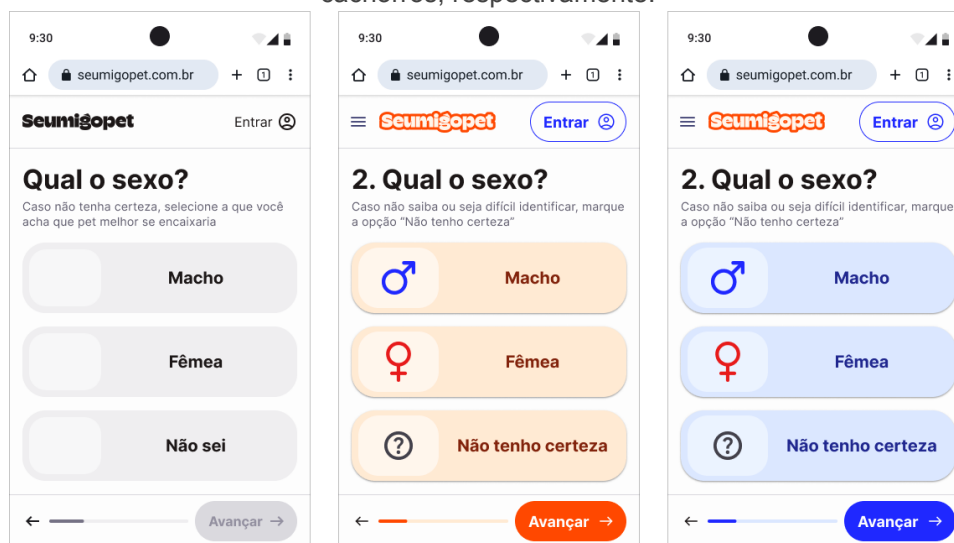 cachorros, respectivamente.
9:30
seumigopet.com.br
1
Seumigopet
Entrar
Qual o sexo?
Caso não tenha certeza, selecione a que você
acha que pet melhor se encaixaria
Macho
Fêmea
Não sei
Avançar →
9:30
seumigopet.com.br
1
Seumigopet
Entrar
2. Qual o sexo?
Caso não saiba ou seja difícil identificar, marque
a opção “Não tenho certeza”
Macho
Fêmea
Não tenho certeza
Avançar →
9:30
seumigopet.com.br
1
Seumigopet
Entrar
2. Qual o sexo?
Caso não saiba ou seja difícil identificar, marque
a opção “Não tenho certeza”
Macho
Fêmea
Não tenho certeza
Avançar →